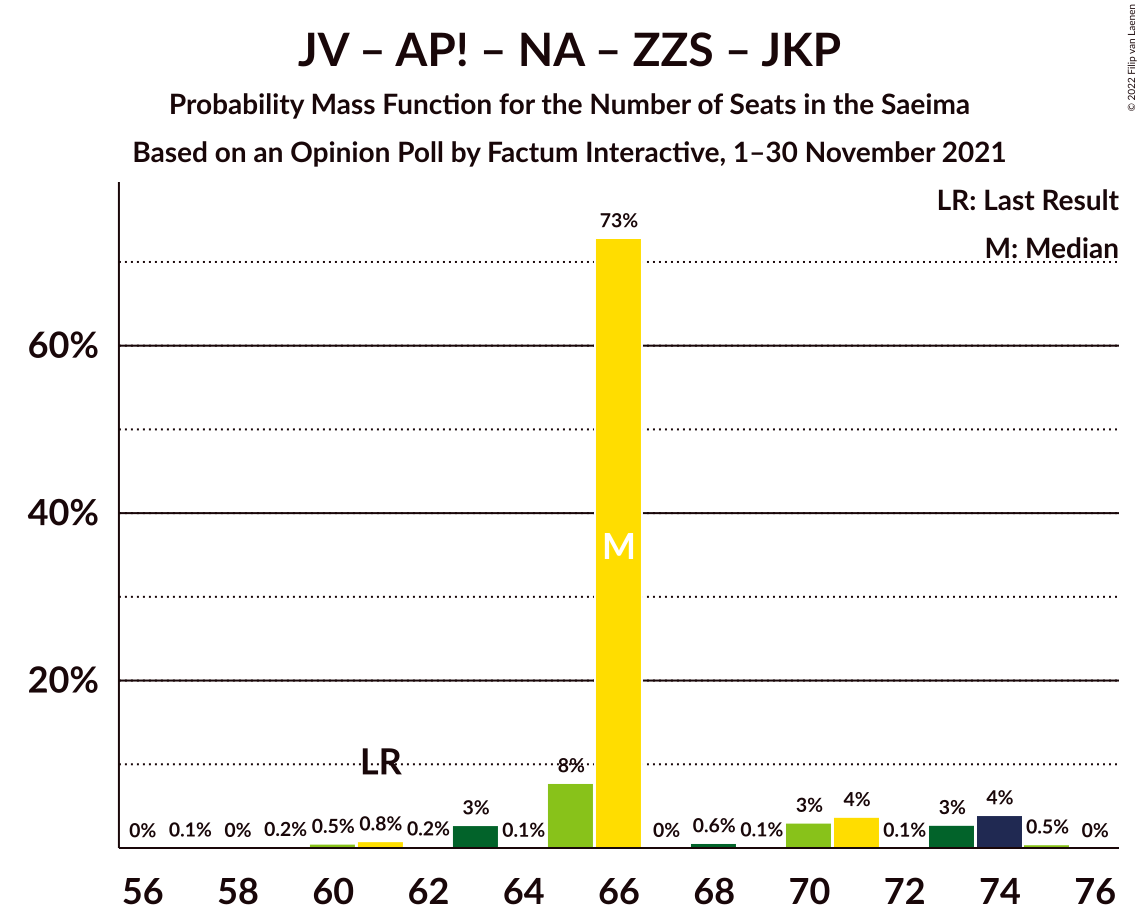 JV – AP! – NA – ZZS – JKP
Probability Mass Function for the Number of Seats in the Saeima
Based on an Opinion Poll by Factum Interactive, 1–30 November 2021
© 2022 Filip van Laenen
LR: Last Result
M: Median
60%
40%
20%
0% 0.1% 0% 0.2% 0.5% 0.8% 0.2% 3% 0.1% 8% 73% 0% 0.6% 0.1% 3% 4% 0.1% 3% 4% 0.5% 0%
LR
M
56 58 60 62 64 66 68 70 72 74 76